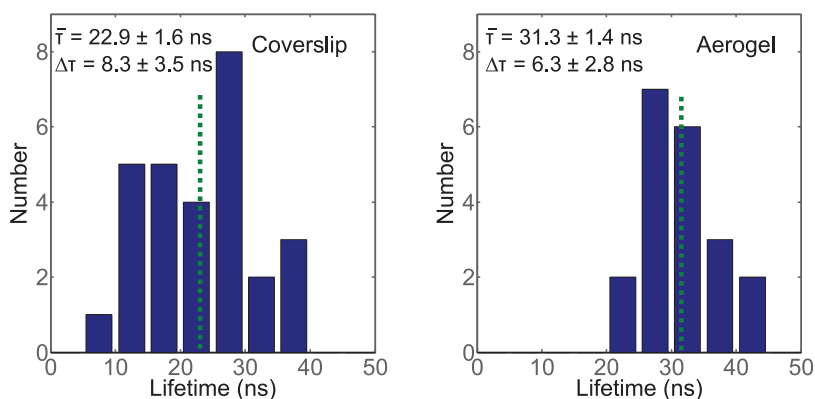 τ̄ = 22.9 ± 1.6 ns
Δτ = 8.3 ± 3.5 ns
Coverslip
Number
8
6
4
2
0
0 10 20 30 40 50
Lifetime (ns)
τ̄ = 31.3 ± 1.4 ns
Δτ = 6.3 ± 2.8 ns
Aerogel
Number
8
6
4
2
0
0 10 20 30 40 50
Lifetime (ns)